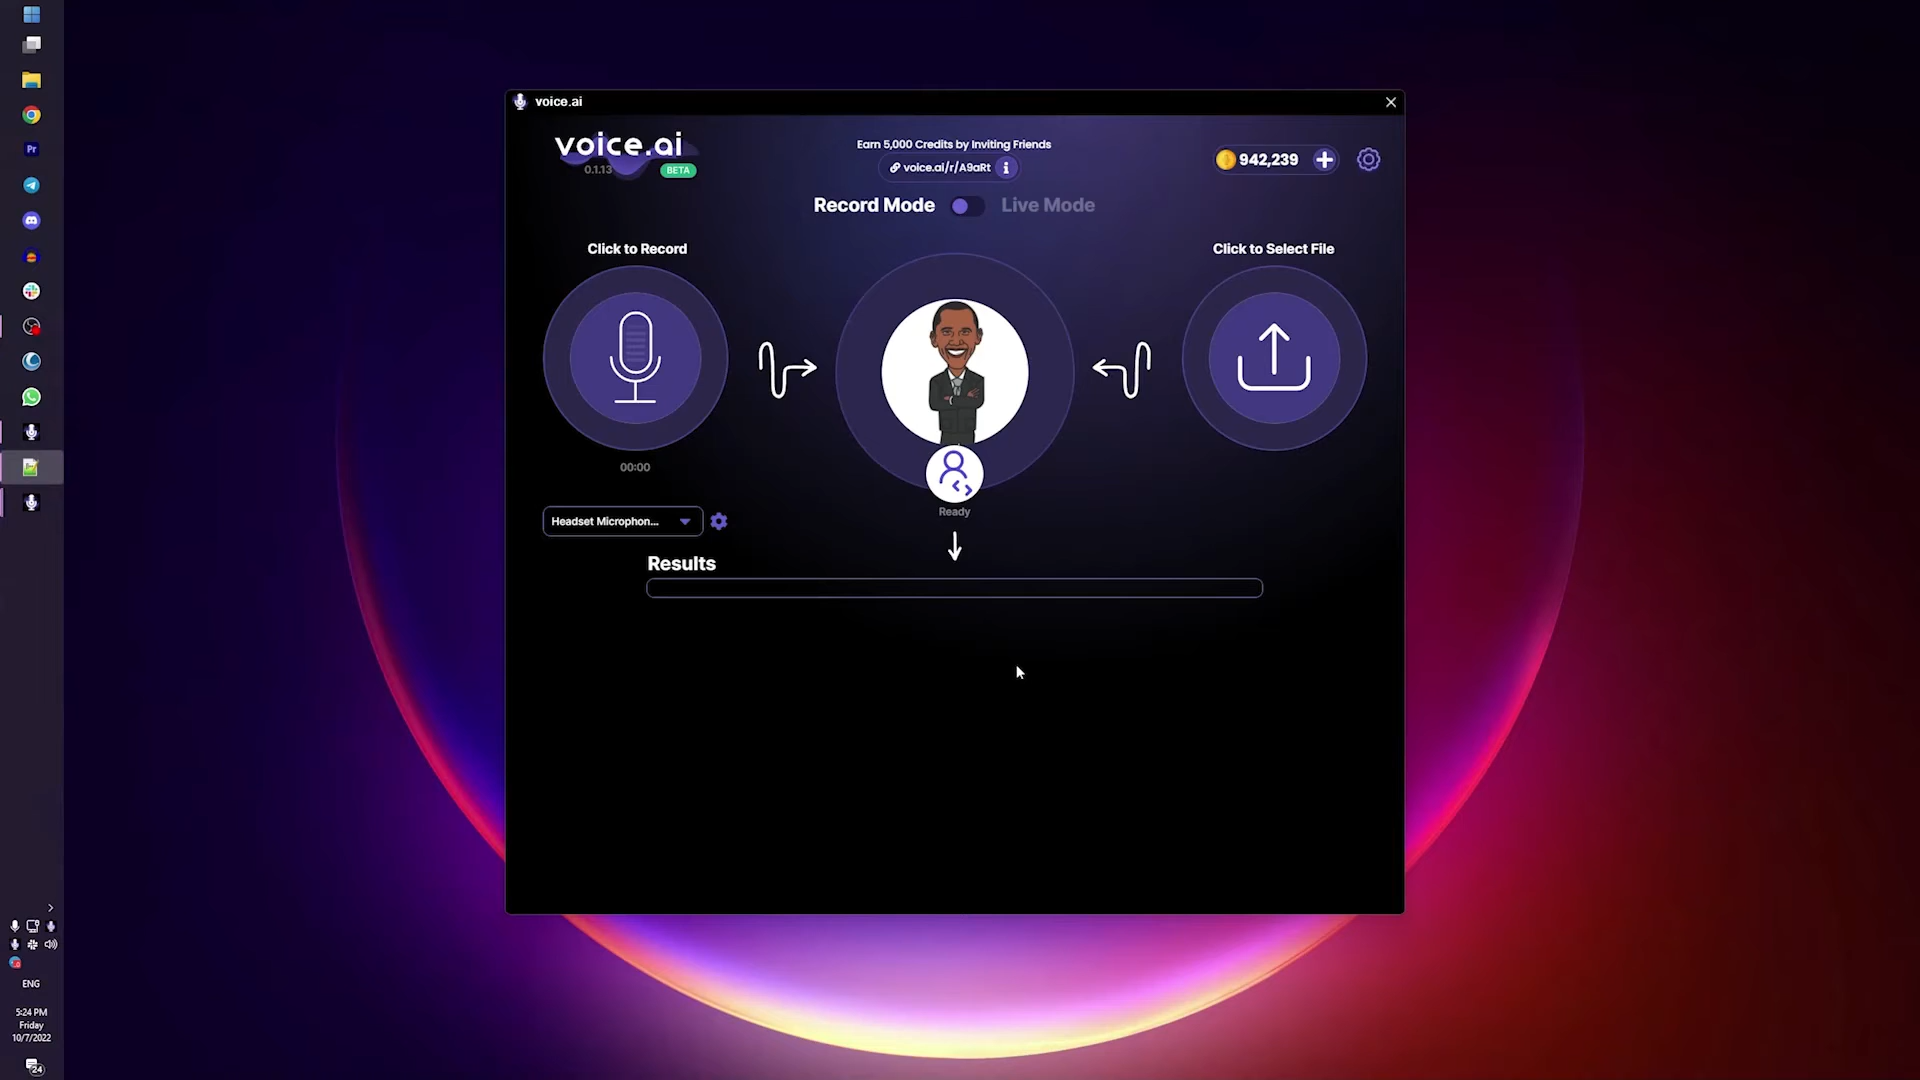 voice.ai
voice.ai
0.1.13
BETA
Earn 5,000 Credits by Inviting Friends
voice.ai/r/A9aRt
942,239
Record Mode
Live Mode
Click to Record
Click to Select File
00:00
Ready
Headset Microphon...
Results
Pr
ENG
5:24 PM
Friday
10/7/2022
24